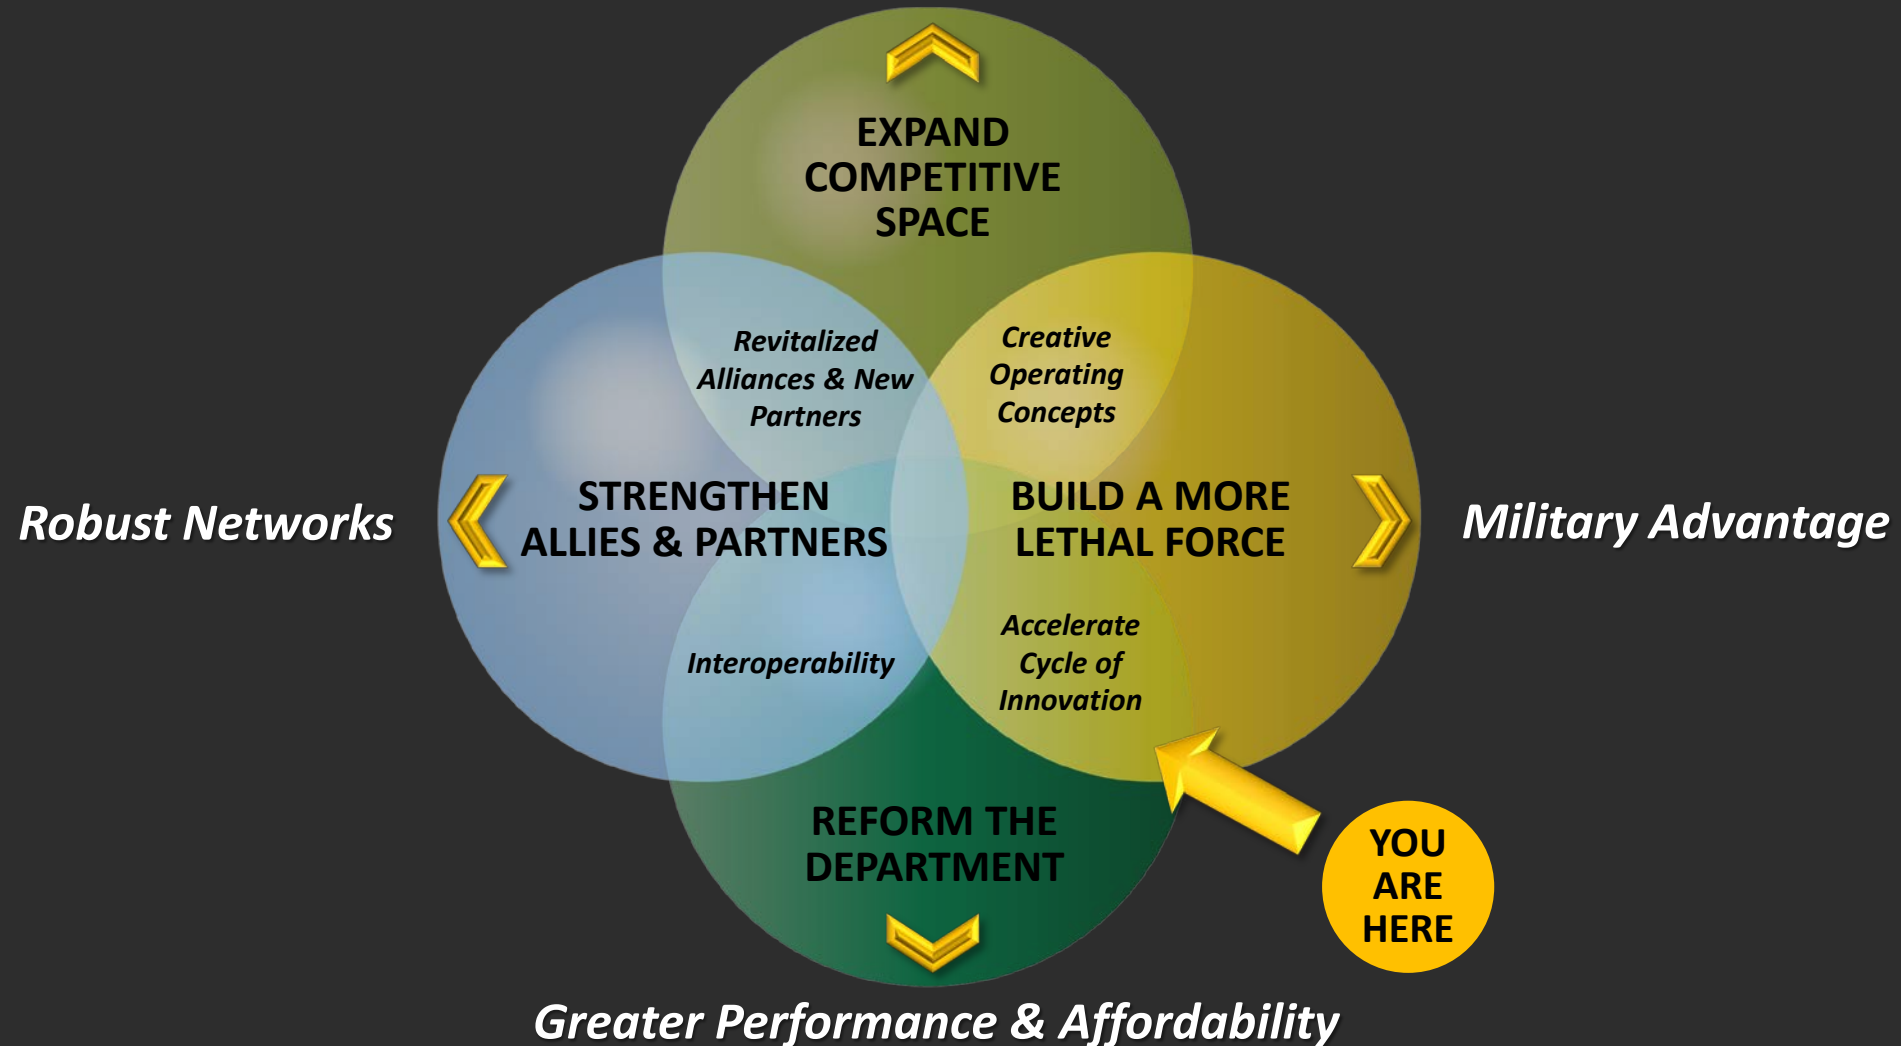 EXPAND
COMPETITIVE
SPACE
Revitalized
Alliances & New
Partners
Creative
Operating
Concepts
Robust Networks
STRENGTHEN
ALLIES & PARTNERS
BUILD A MORE
LETHAL FORCE
Military Advantage
Interoperability
Accelerate
Cycle of
Innovation
REFORM THE
DEPARTMENT
YOU
ARE
HERE
Greater Performance & Affordability